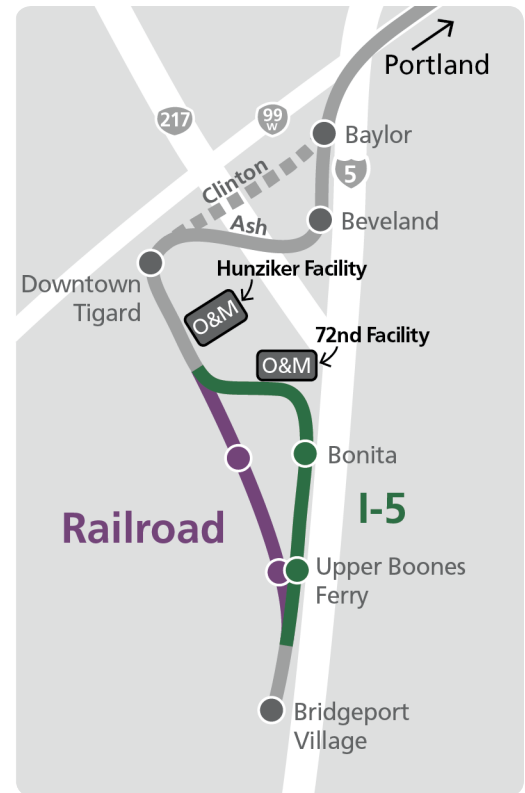 Portland
217
99
W
Baylor
5
Clinton
Ash
Beveland
Downtown
Tigard
Hunziker Facility
O&M
72nd Facility
O&M
Bonita
Railroad
I-5
Upper Boones
Ferry
Bridgeport
Village